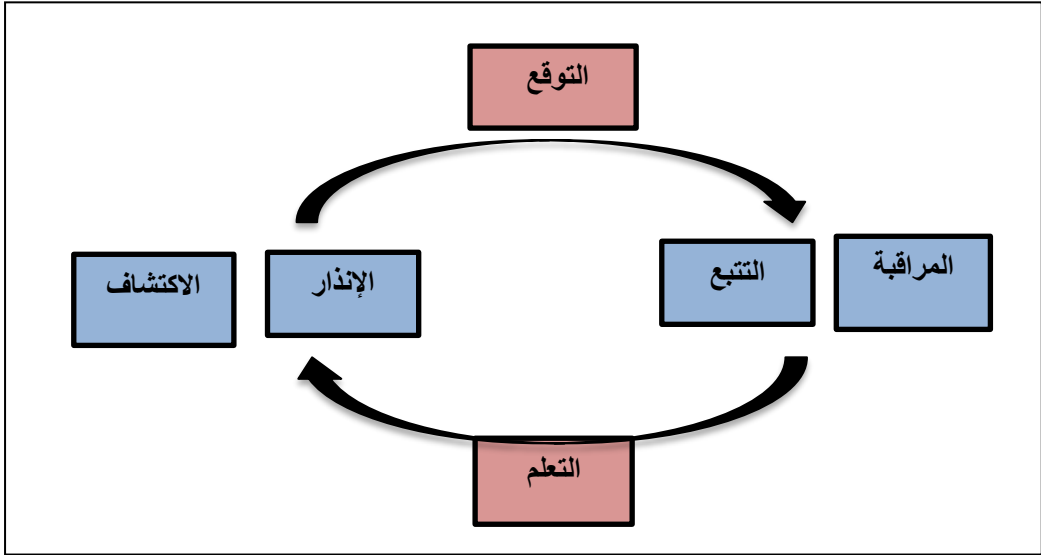 التوقع
المراقبة
التتبع
الإنذار
الاكتشاف
التعلم